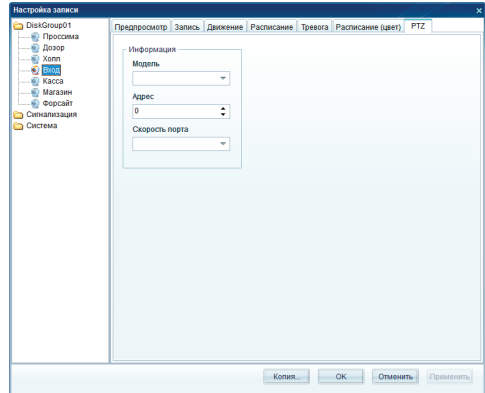 Настройка записи
DiskGroup01
Проссима
Дозор
Холл
Вход
Касса
Магазин
Форсайт
Сигнализация
Система
Предпросмотр Запись Движение Расписание Тревога Расписание (цвет) PTZ
Информация
Модель
Адрес
0
Скорость порта
Копия... OK Отменить Применить